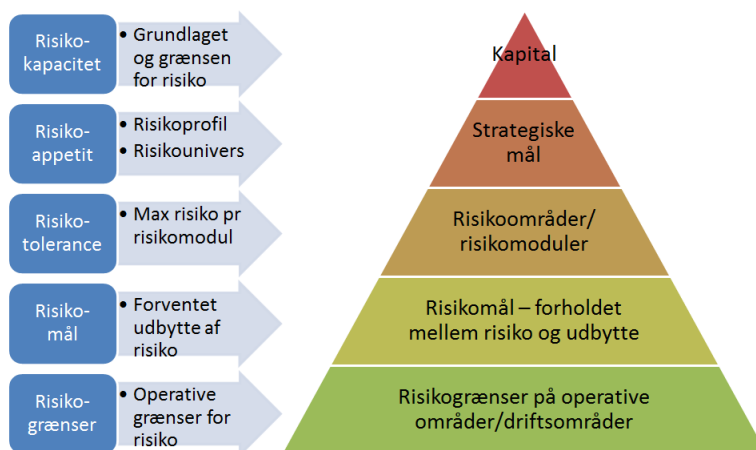 Risiko-
kapacitet
• Grundlaget
og grænsen
for risiko
Risiko-
appetit
• Risikoprofil
• Risikounivers
Risiko-
tolerance
• Max risiko pr
risikomodul
Risiko-
mål
• Forventet
udbytte af
risiko
Risiko-
grænser
• Operative
grænser for
risiko
Kapital
Strategiske
mål
Risikoområder/
risikomoduler
Risikomål – forholdet
mellem risiko og udbytte
Risikogrænser på operative
områder/driftsområder